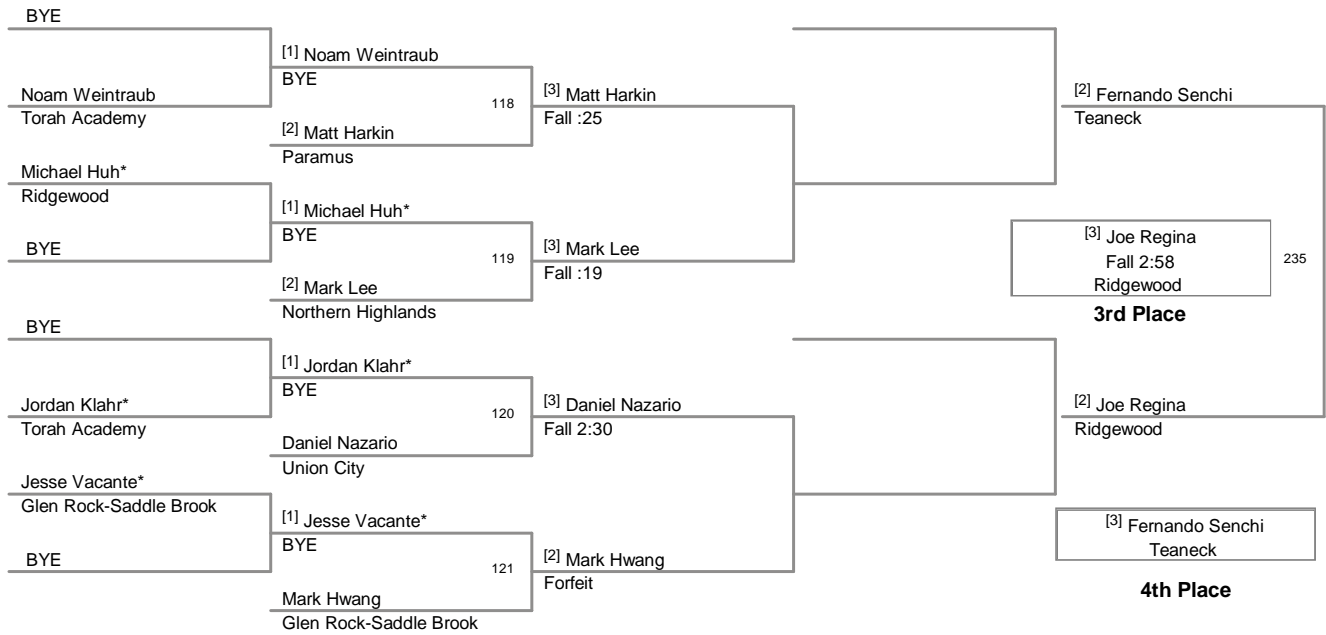 BYE
[1] Noam Weintraub
BYE
Noam Weintraub
Torah Academy
118
[3] Matt Harkin
Fall :25
[2] Fernando Senchi
Teaneck
[2] Matt Harkin
Paramus
Michael Huh*
Ridgewood
[1] Michael Huh*
BYE
BYE
119
[3] Mark Lee
Fall :19
[3] Joe Regina
Fall 2:58
Ridgewood
235
3rd Place
[2] Mark Lee
Northern Highlands
BYE
[1] Jordan Klahr*
BYE
Jordan Klahr*
Torah Academy
120
[3] Daniel Nazario
Fall 2:30
[2] Joe Regina
Ridgewood
Daniel Nazario
Union City
Jesse Vacante*
Glen Rock-Saddle Brook
[1] Jesse Vacante*
BYE
BYE
121
[2] Mark Hwang
Forfeit
[3] Fernando Senchi
Teaneck
4th Place
Mark Hwang
Glen Rock-Saddle Brook